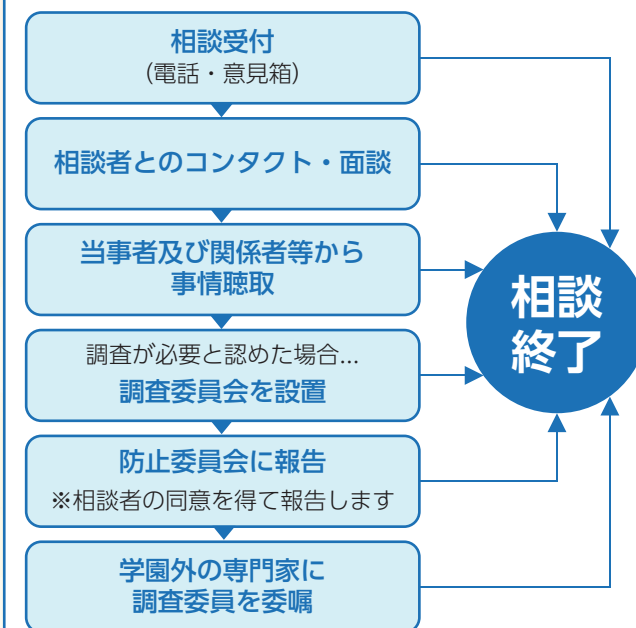 相談受付
(電話・意見箱)
相談者とのコンタクト・面談
当事者及び関係者等から
事情聴取
調査が必要と認めた場合...
調査委員会を設置
防止委員会に報告
※相談者の同意を得て報告します
学園外の専門家に
調査委員を委嘱
相談
終了